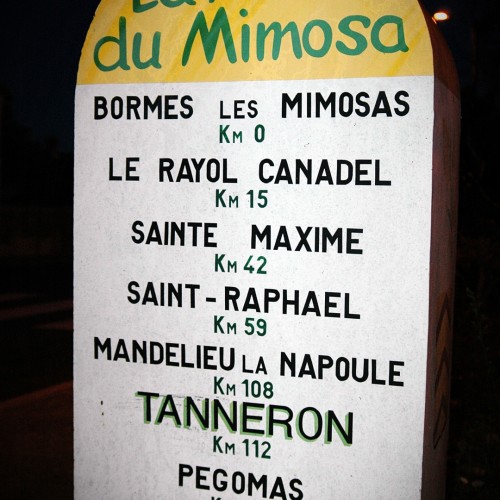 La
du Mimosa
BORMES LES MIMOSAS
KM 0
LE RAYOL CANADEL
KM 15
SAINTE MAXIME
KM 42
SAINT-RAPHAEL
KM 59
MANDELIEU LA NAPOULE
KM 108
TANNERON
KM 112
PEGOMAS